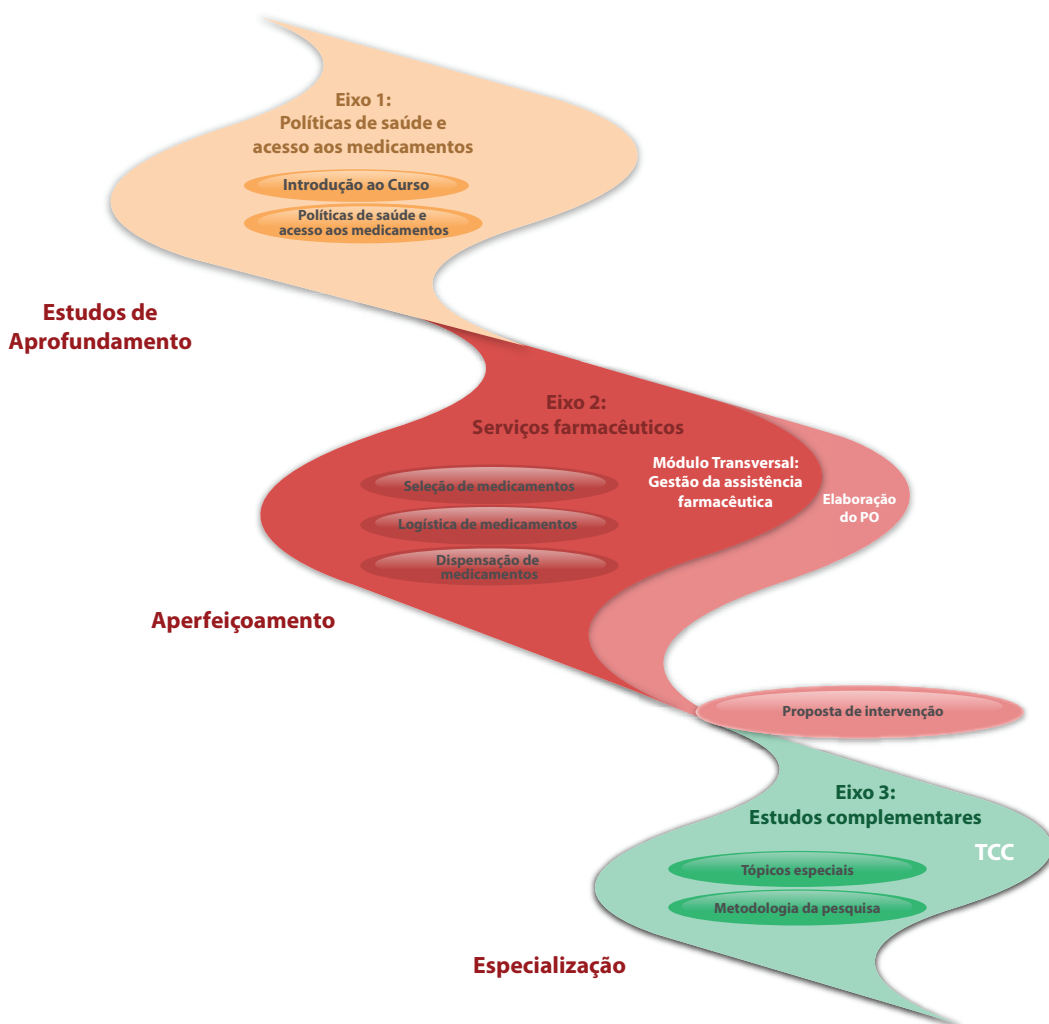 Eixo 1:
Políticas de saúde e
acesso aos medicamentos
Introdução ao Curso
Políticas de saúde e
acesso aos medicamentos
Estudos de
Aprofundamento
Eixo 2:
Serviços farmacêuticos
Seleção de medicamentos
Logística de medicamentos
Dispensação de
medicamentos
Módulo Transversal:
Gestão da assistência
farmacêutica
Elaboração
do PO
Aperfeiçoamento
Proposta de intervenção
Eixo 3:
Estudos complementares
TCC
Tópicos especiais
Metodologia da pesquisa
Especialização